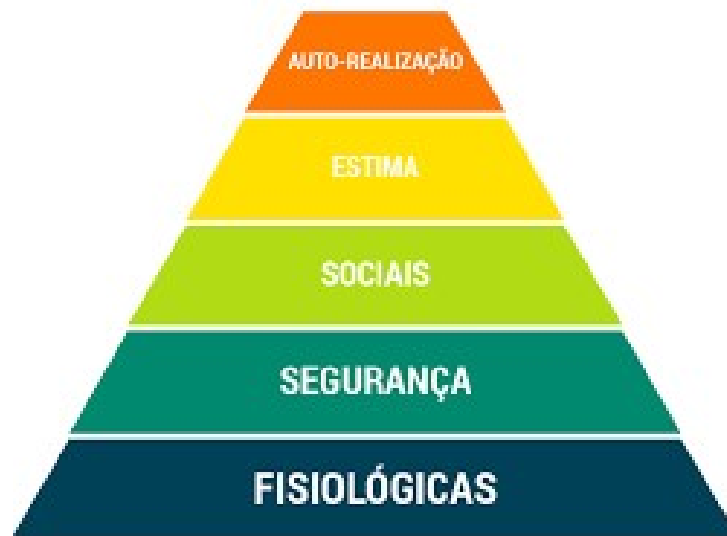 AUTO-REALIZAÇÃO
ESTIMA
SOCIAIS
SEGURANÇA
FISIOLÓGICAS